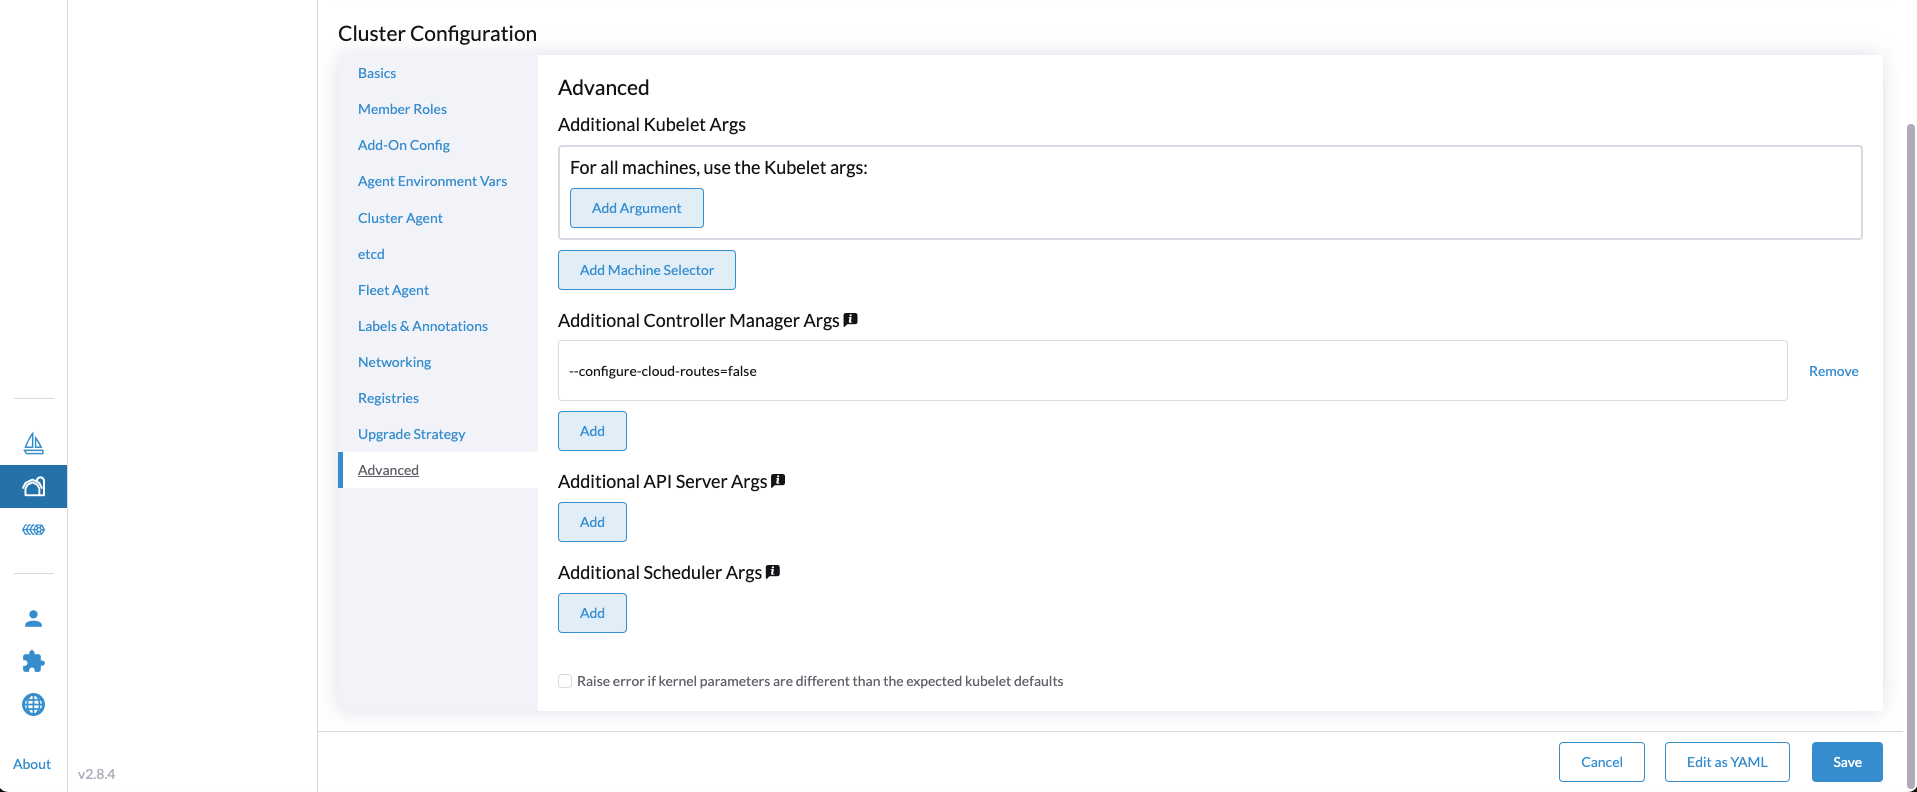 Cluster Configuration
Basics
Member Roles
Add-On Config
Agent Environment Vars
Cluster Agent
etcd
Fleet Agent
Labels & Annotations
Networking
Registries
Upgrade Strategy
Advanced
Advanced
Additional Kubelet Args
For all machines, use the Kubelet args:
Add Argument
Add Machine Selector
Additional Controller Manager Args
--configure-cloud-routes=false
Remove
Add
Additional API Server Args
Add
Additional Scheduler Args
Add
Raise error if kernel parameters are different than the expected kubelet defaults
Cancel
Edit as YAML
Save
About
v2.8.4